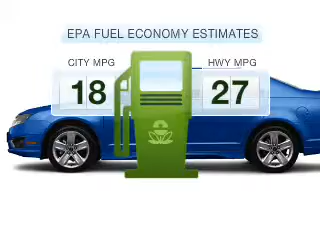 EPA FUEL ECONOMY ESTIMATES
CITY MPG
HWY MPG
18
27